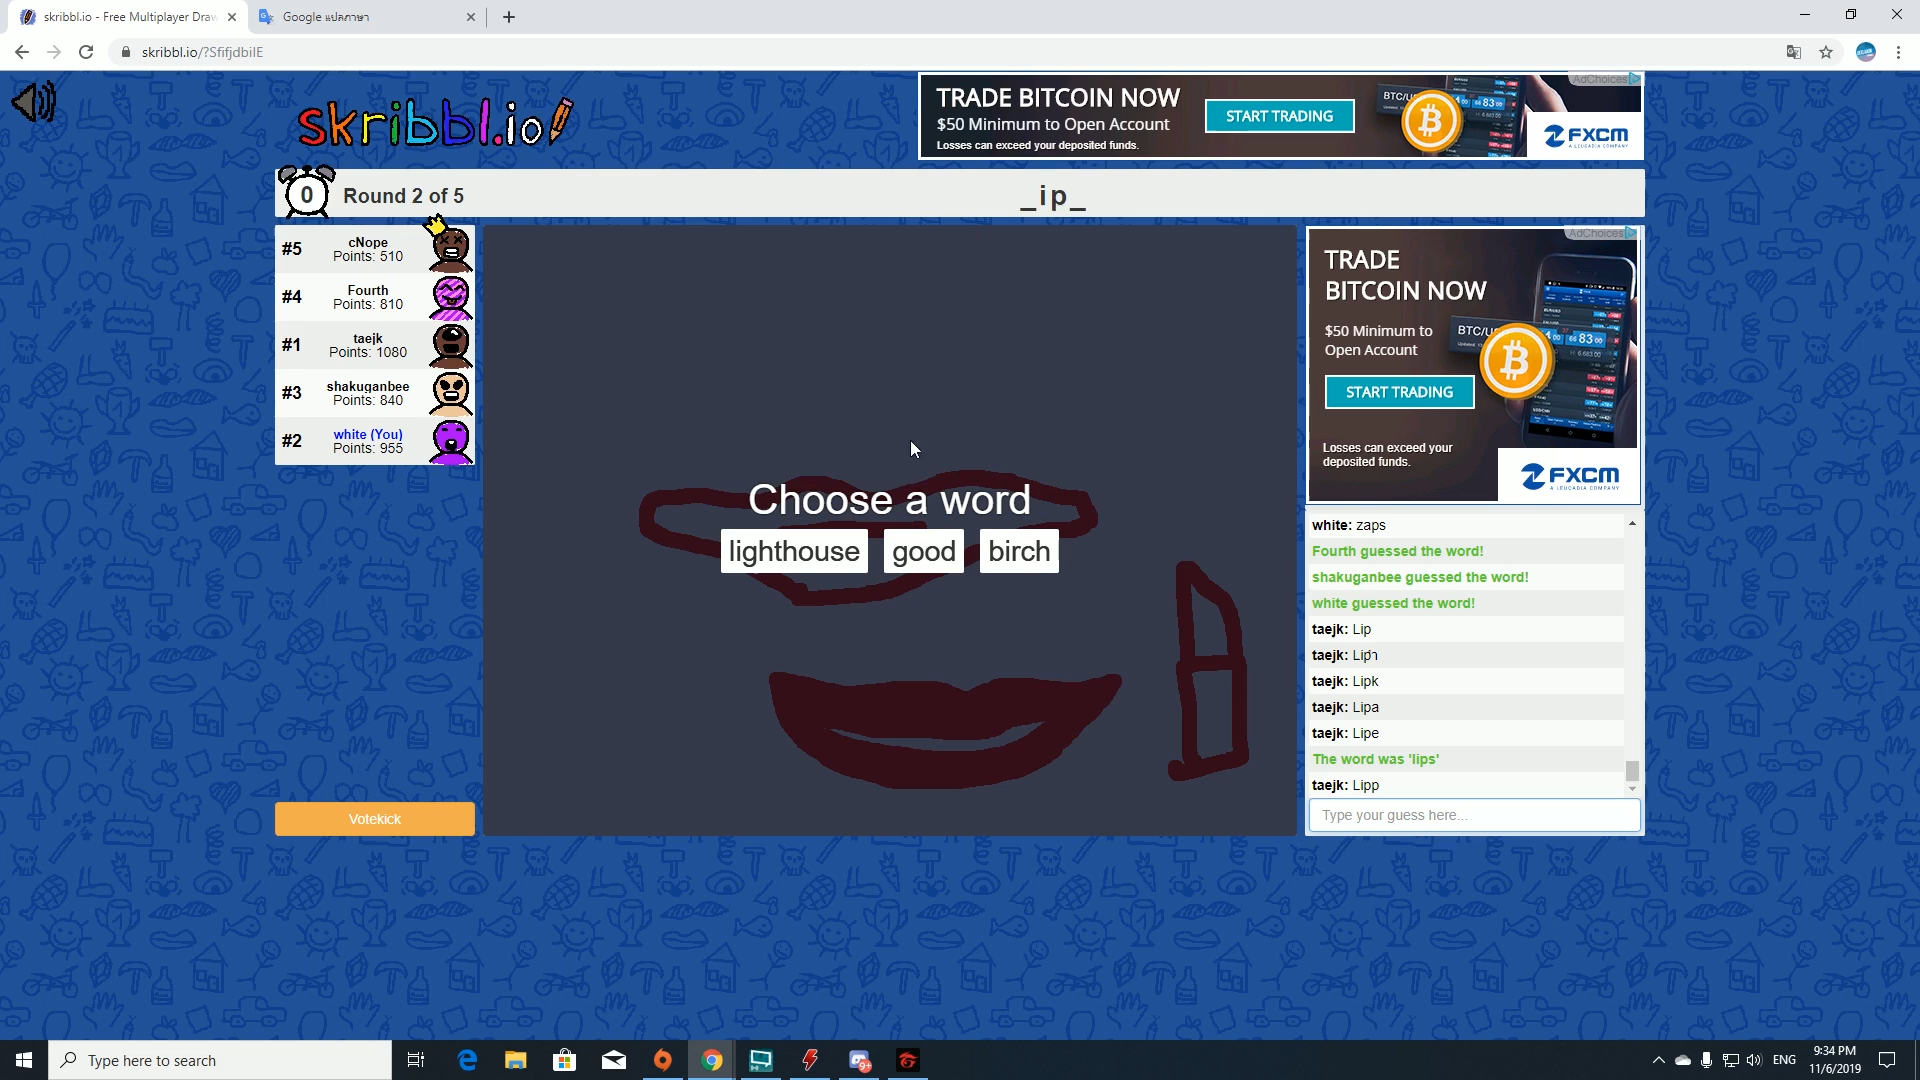 skribbl.io - Free Multiplayer Draw
Google แปลภาษา
skribbl.io/?SfifjdbilE
skribbl.io
TRADE BITCOIN NOW
$50 Minimum to Open Account
Losses can exceed your deposited funds.
START TRADING
BTC/U
AdChoices
FXCM
A LEUCADIA COMPANY
0
Round 2 of 5
_ip_
#5
cNope
Points: 510
#4
Fourth
Points: 810
#1
taejk
Points: 1080
#3
shakuganbee
Points: 840
#2
white (You)
Points: 955
Votekick
Choose a word
lighthouse
good
birch
AdChoices
TRADE
BITCOIN NOW
$50 Minimum to
Open Account
START TRADING
BTC/U
Losses can exceed your
deposited funds.
FXCM
A LEUCADIA COMPANY
white: zaps
Fourth guessed the word!
shakuganbee guessed the word!
white guessed the word!
taejk: Lip
taejk: Lipา
taejk: Lipk
taejk: Lipa
taejk: Lipe
The word was 'lips'
taejk: Lipp
Type your guess here...
Type here to search
ENG
9:34 PM
11/6/2019